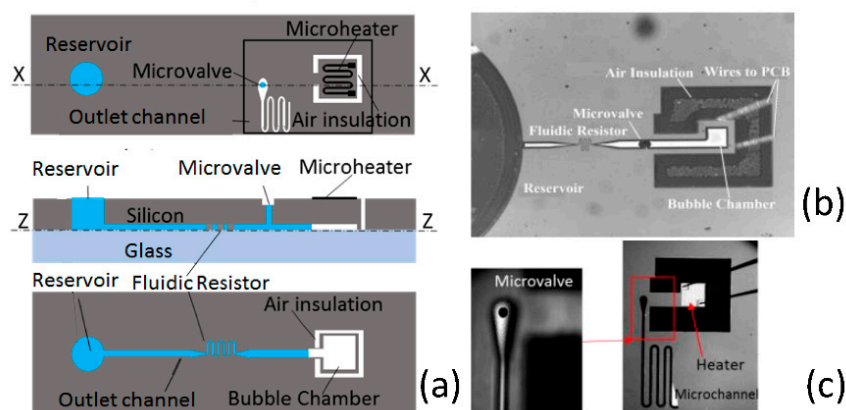 Reservoir
Microheater
X
Microvalve
X
Outlet channel
Air insulation
Reservoir
Microvalve
Microheater
Z
Silicon
Z
Glass
Reservoir
Fluidic Resistor
Air insulation
Outlet channel
Bubble Chamber
(a)
Air Insulation
Wires to PCB
Microvalve
Fluidic Resistor
Reservoir
Bubble Chamber
(b)
Microvalve
Heater
Microchannel
(c)